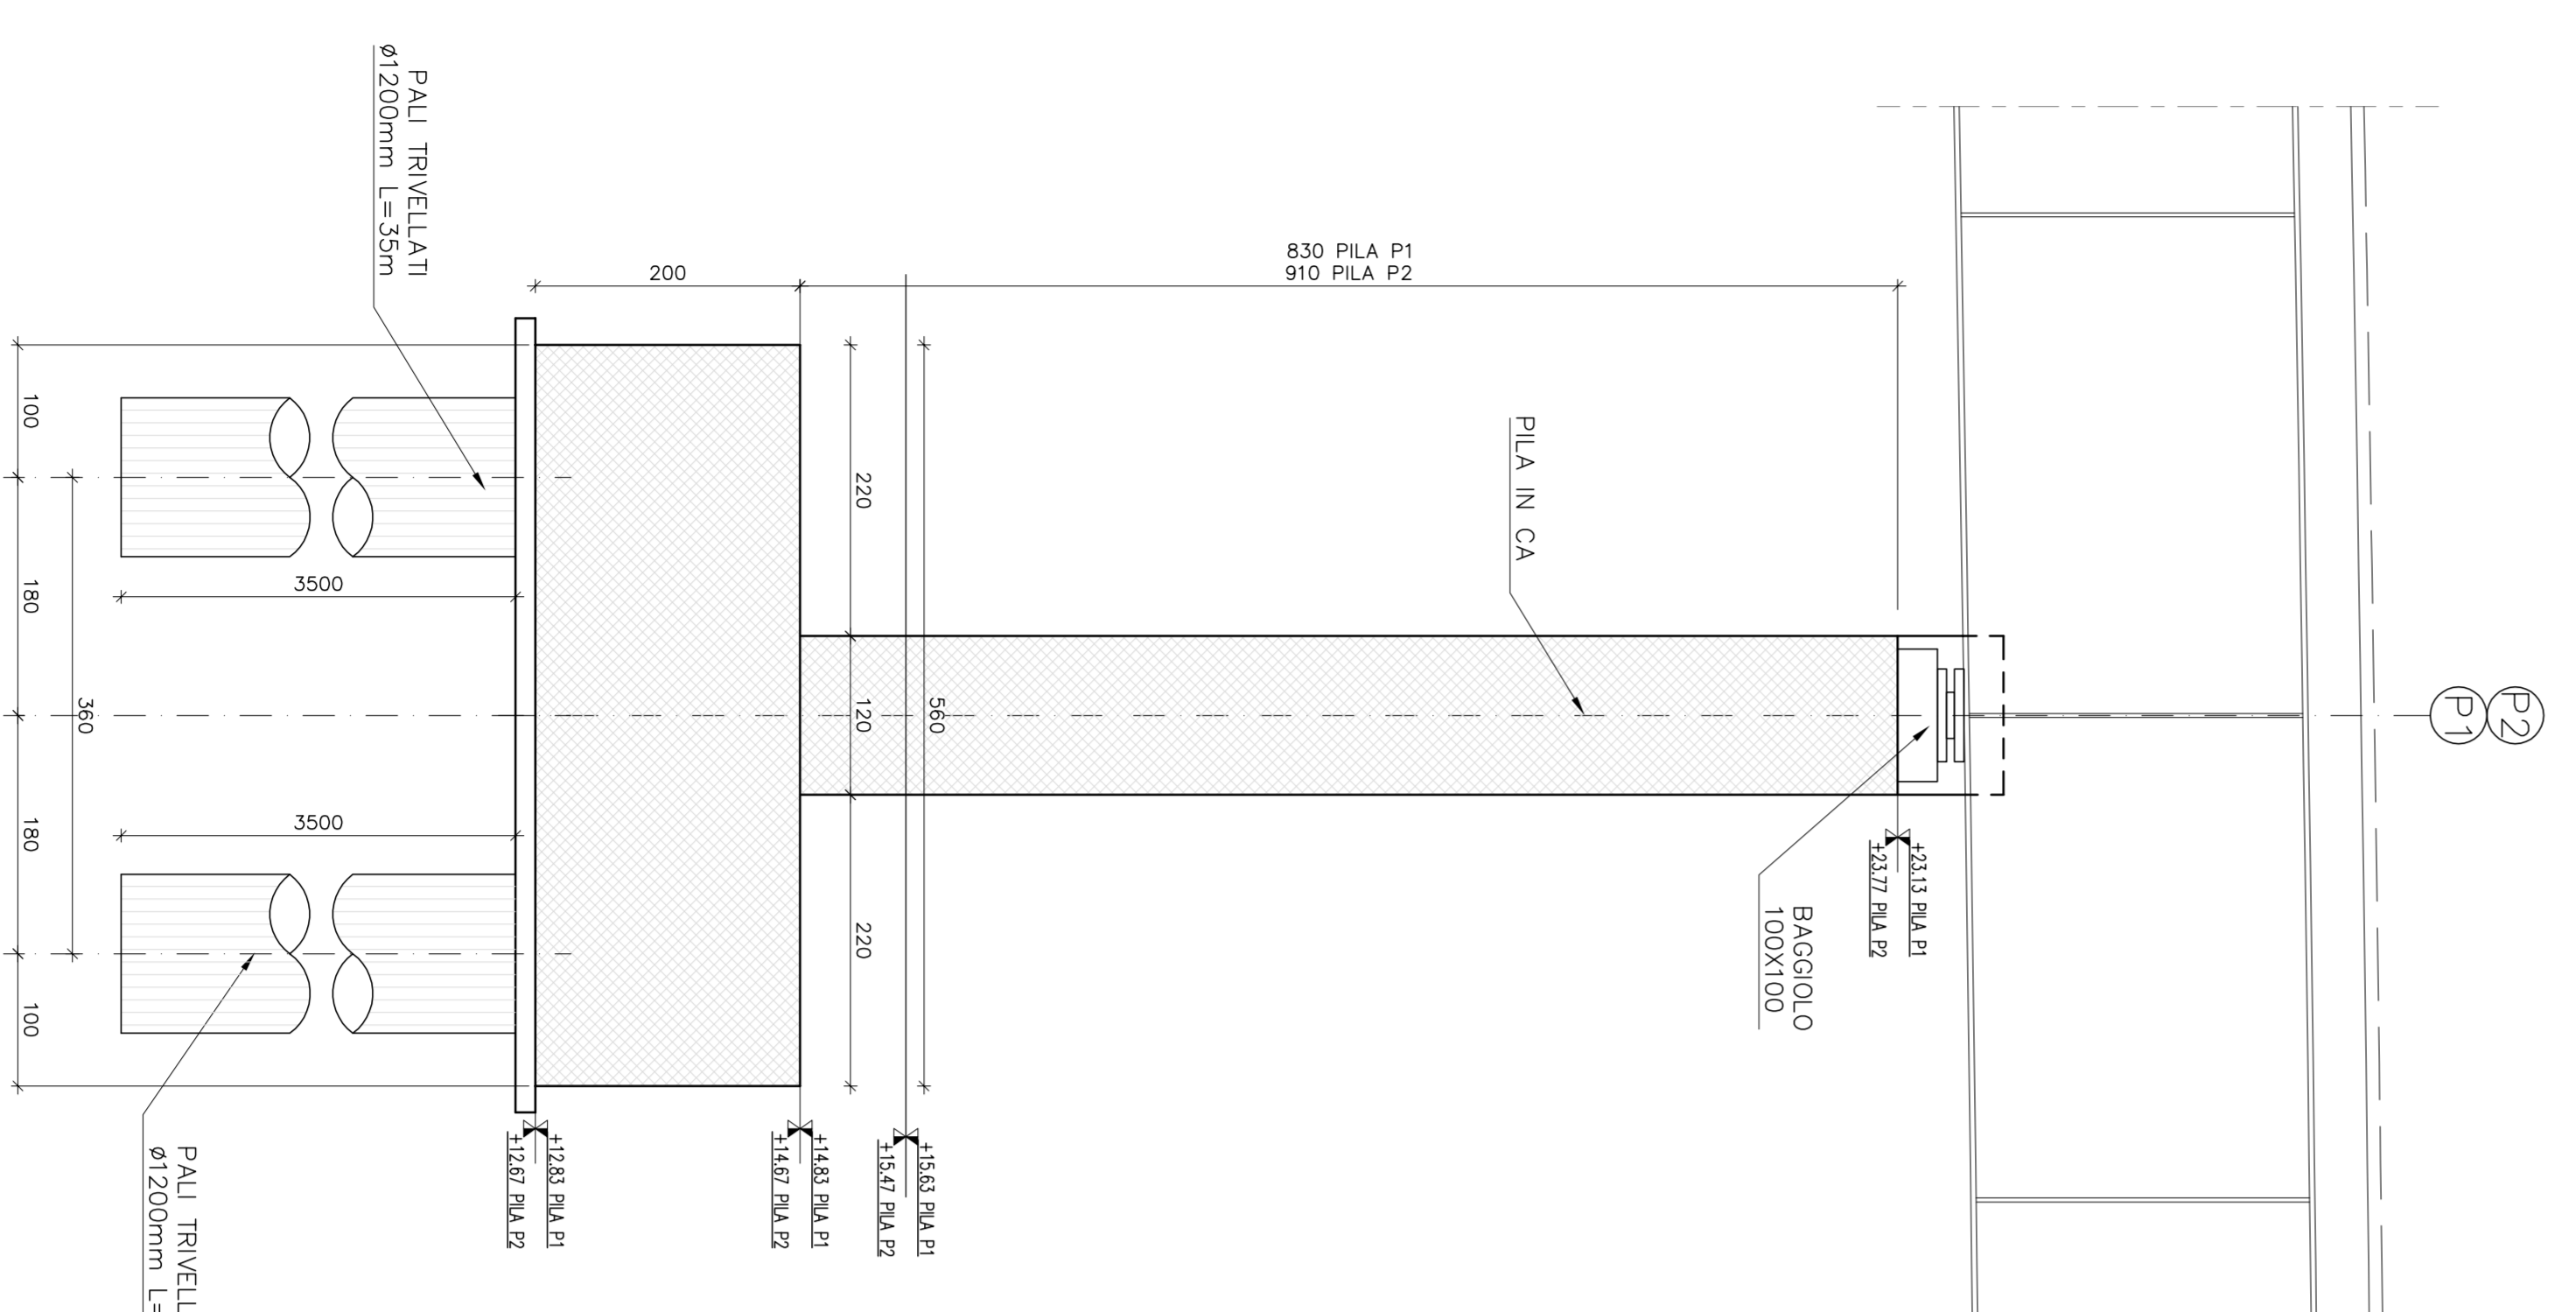 P2
P1
830 PILA P1
910 PILA P2
200
PALI TRIVELLATI
Ø1200mm L=35m
PILA IN CA
220
120
220
560
+23.13 PILA P1
+23.77 PILA P2
BAGGIOLO
100X100
+15.63 PILA P1
+15.47 PILA P2
+14.83 PILA P1
+14.67 PILA P2
+12.83 PILA P1
+12.67 PILA P2
3500
3500
360
100
180
180
100
PALI TRIVELL
Ø1200mm L=